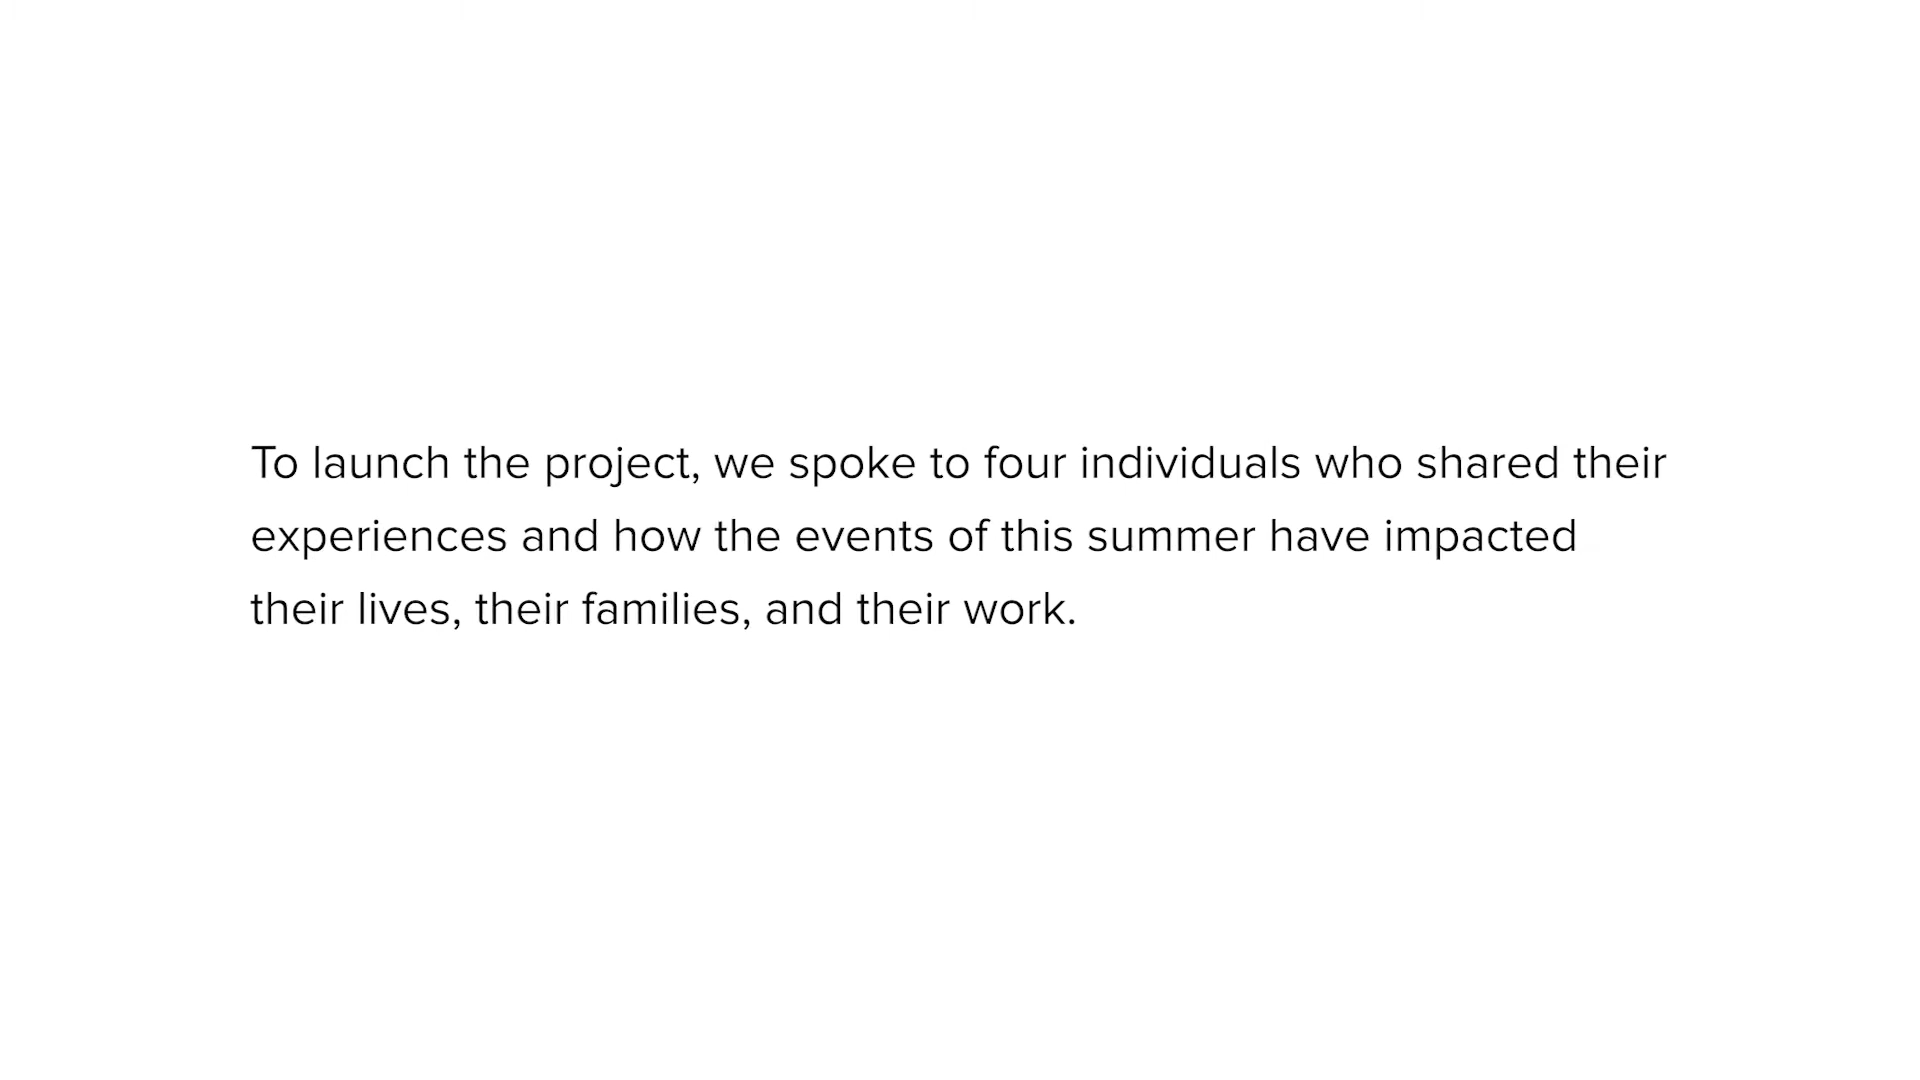 To launch the project, we spoke to four individuals who shared their
experiences and how the events of this summer have impacted
their lives, their families, and their work.